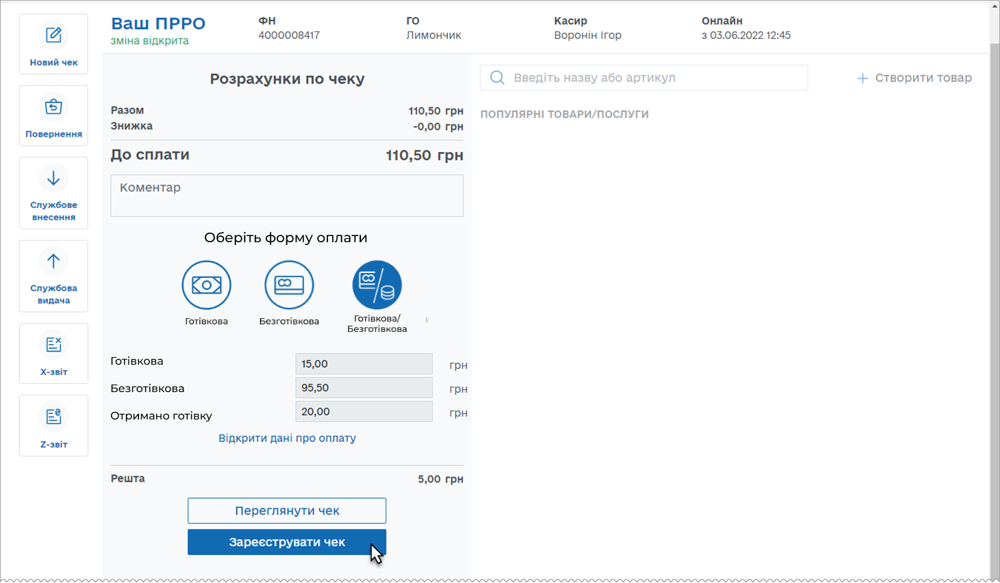 Новий чек
Повернення
Службове
внесення
Службова
видача
X-звіт
Z-звіт
Ваш ПРРО
зміна відкрита
ФН
4000008417
ГО
Лимончик
Касир
Воронін Ігор
Онлайн
з 03.06.2022 12:45
Розрахунки по чеку
Разом 110,50 грн
Знижка -0,00 грн
До сплати 110,50 грн
Коментар
Оберіть форму оплати
Готівкова
Безготівкова
Готівкова/
Безготівкова
Готівкова 15,00 грн
Безготівкова 95,50 грн
Отримано готівку 20,00 грн
Відкрити дані про оплату
Решта 5,00 грн
Переглянути чек
Зареєструвати чек
Введіть назву або артикул
+ Створити товар
ПОПУЛЯРНІ ТОВАРИ/ПОСЛУГИ